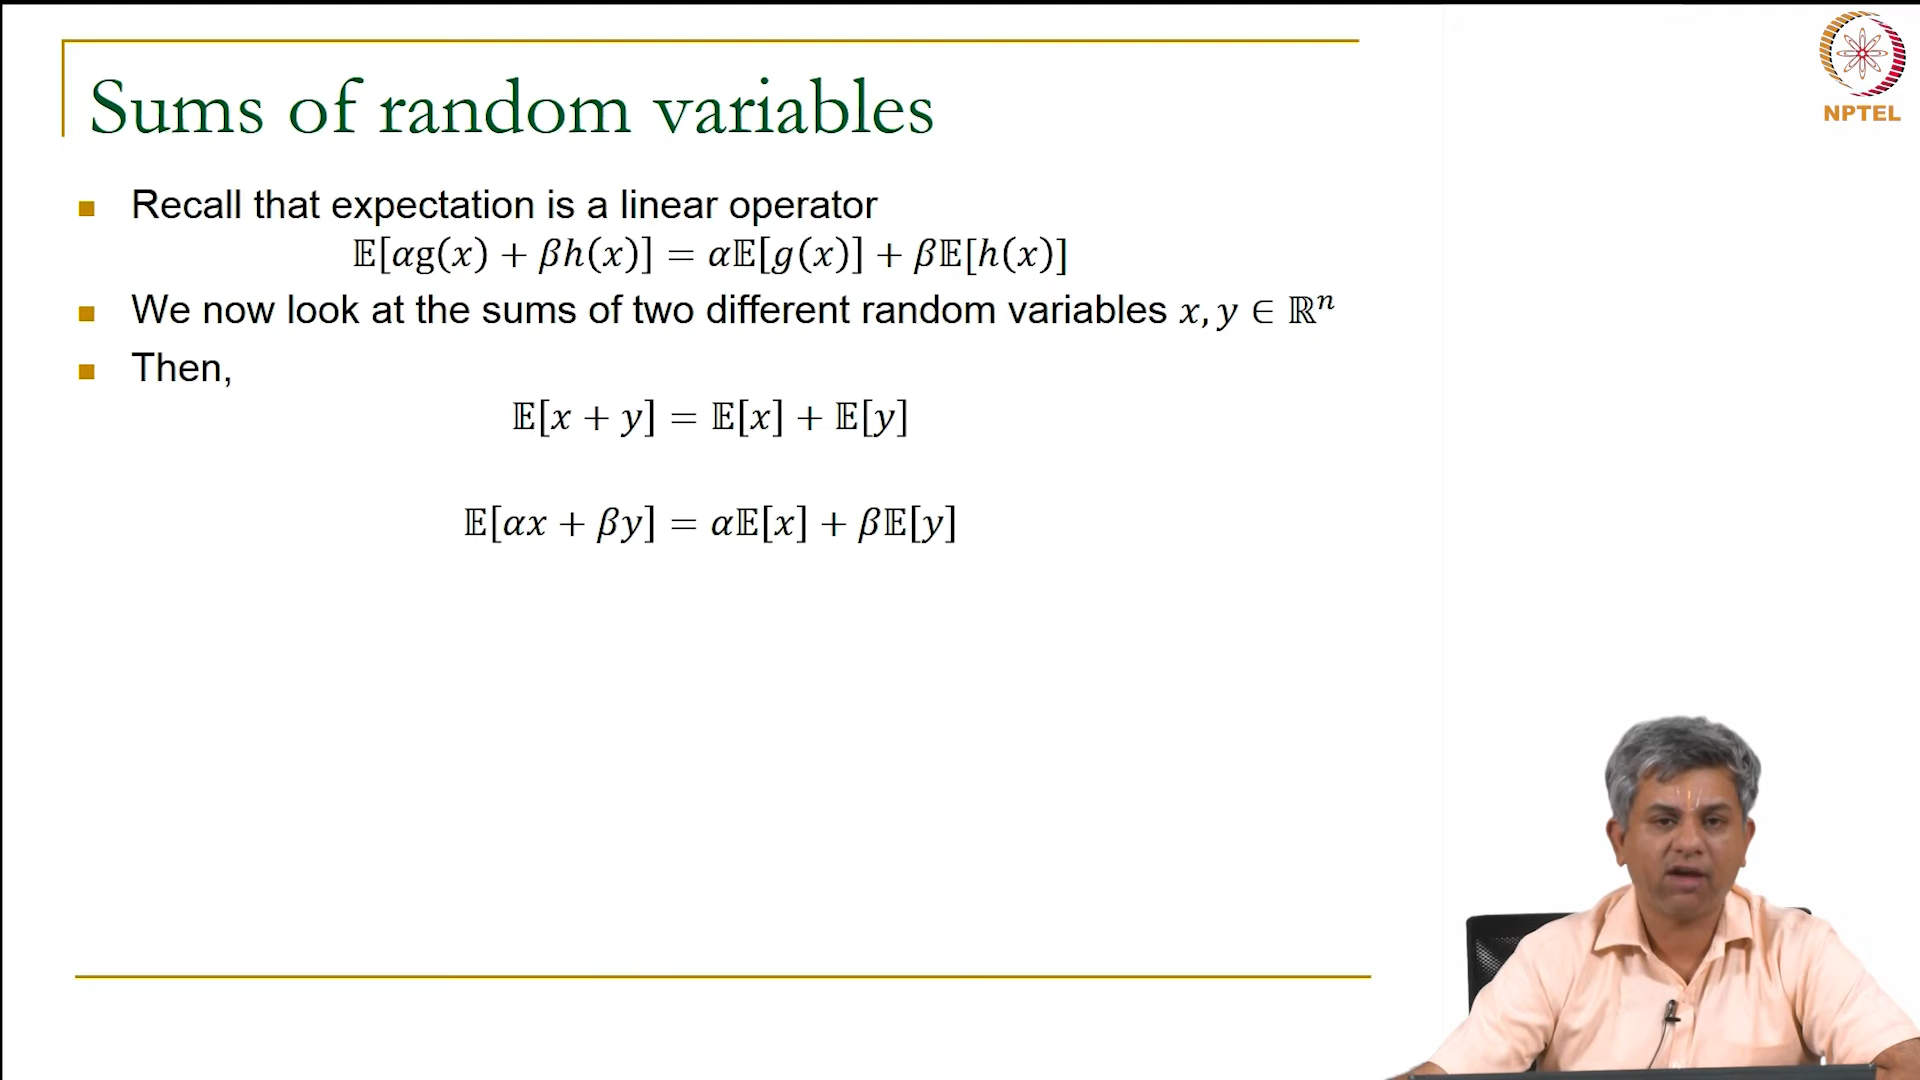 Sums of random variables
NPTEL
Recall that expectation is a linear operator
𝔼[αg(x) + βh(x)] = α𝔼[g(x)] + β𝔼[h(x)]
We now look at the sums of two different random variables x, y ∈ ℝⁿ
Then,
𝔼[x + y] = 𝔼[x] + 𝔼[y]
𝔼[αx + βy] = α𝔼[x] + β𝔼[y]